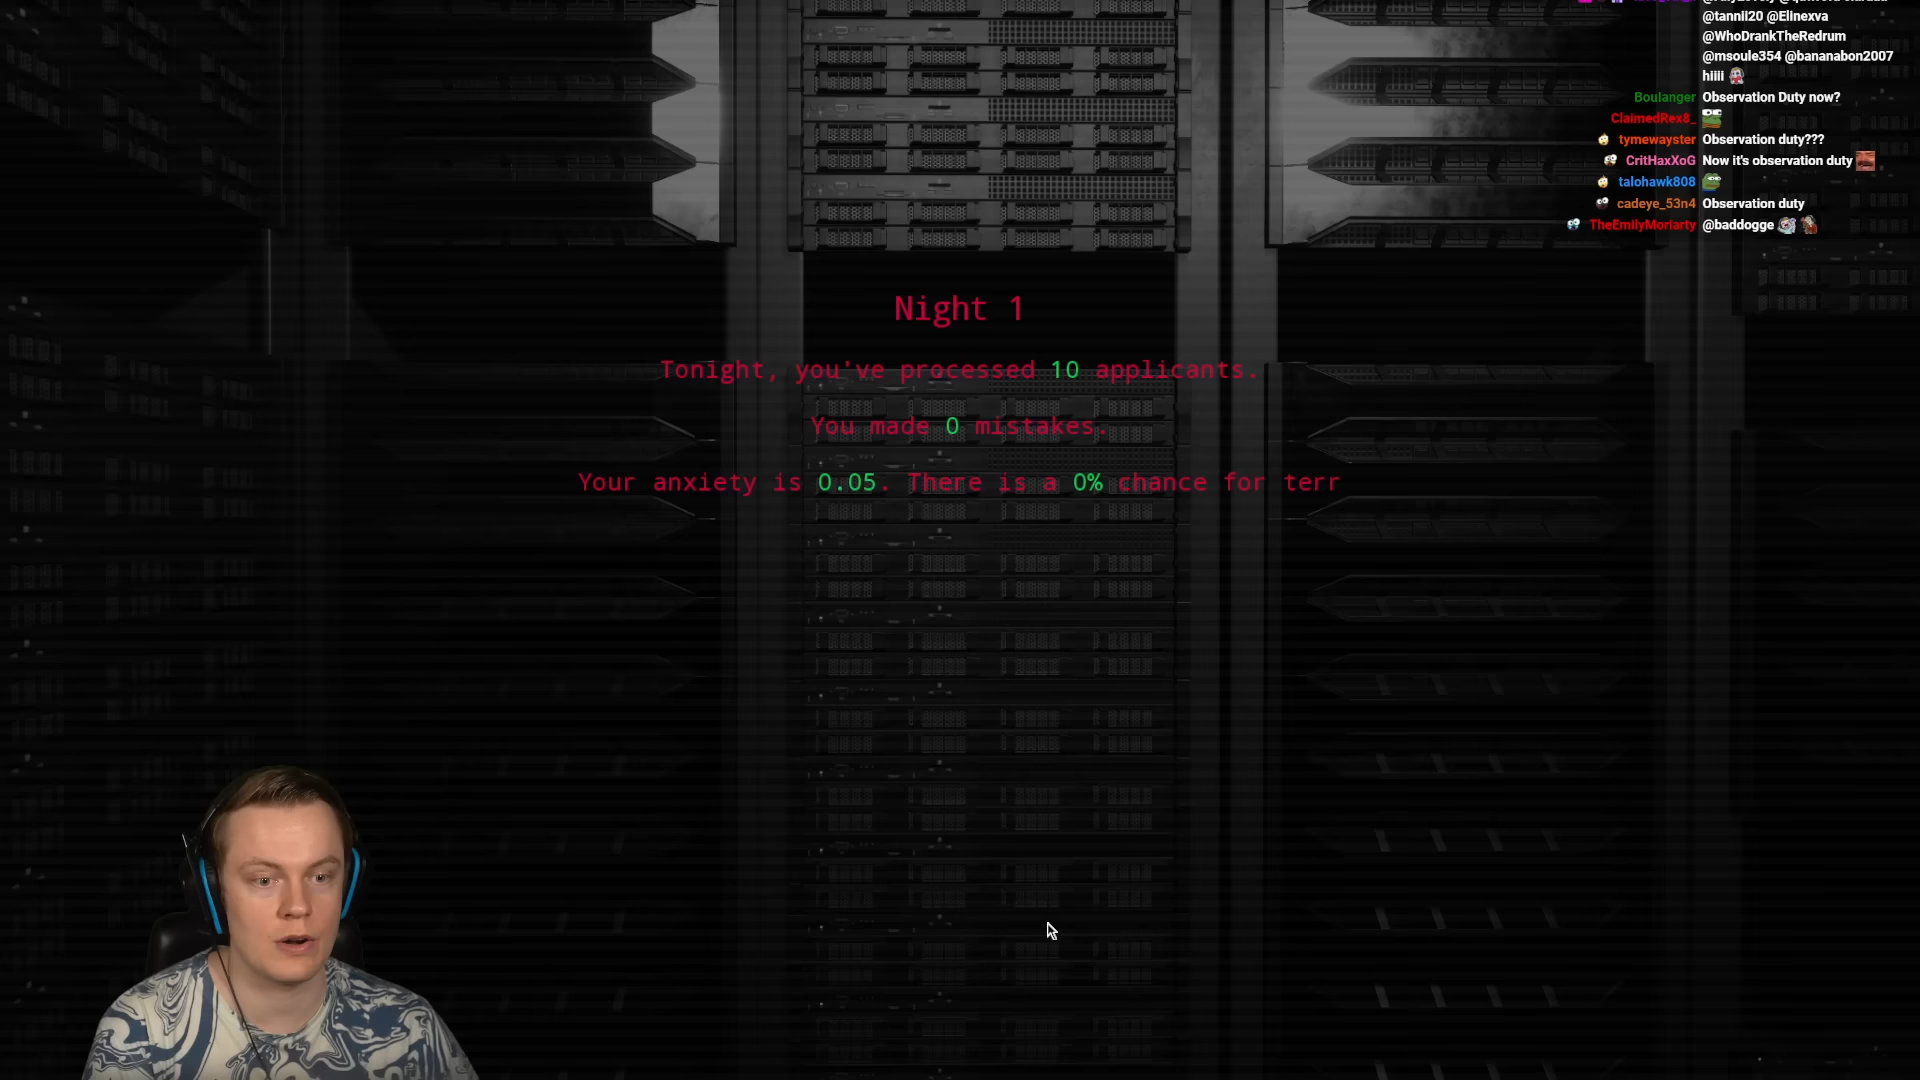 @tannii20 @Elinexva
@WhoDrankTheRedrum
@msoule354 @bananabon2007
hiiii
Boulanger Observation Duty now?
ClaimedRex8_
tymewayster Observation duty???
CritHaxXoG Now it's observation duty
talohawk808
cadeye_53n4 Observation duty
TheEmilyMoriarty @baddogge
Night 1
Tonight, you've processed 10 applicants.
You made 0 mistakes.
Your anxiety is 0.05. There is a 0% chance for terr